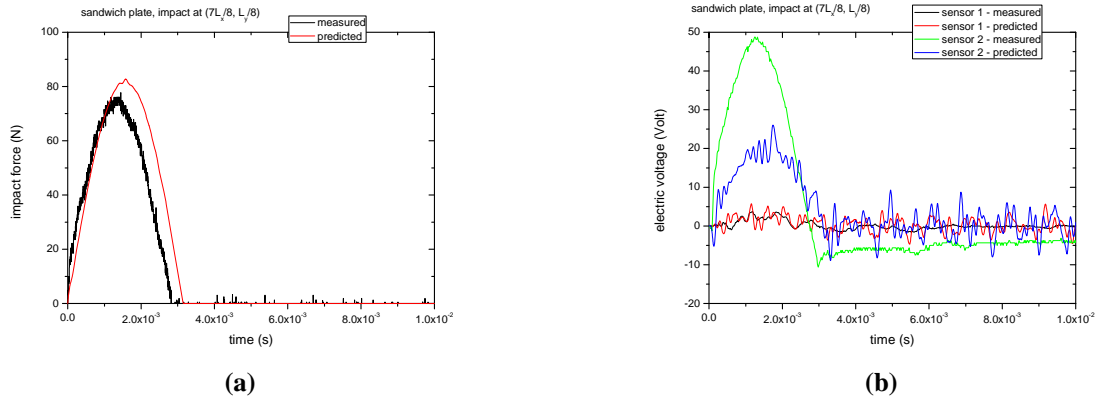 sandwich plate, impact at (7Lx/8, Ly/8)
measured
predicted
100
80
60
40
20
0
impact force (N)
0.0
2.0x10-3
4.0x10-3
6.0x10-3
8.0x10-3
1.0x10-2
time (s)
(a)
sandwich plate, impact at (7Lx/8, Ly/8)
sensor 1 - measured
sensor 1 - predicted
sensor 2 - measured
sensor 2 - predicted
50
40
30
20
10
0
-10
-20
electric voltage (Volt)
0.0
2.0x10-3
4.0x10-3
6.0x10-3
8.0x10-3
1.0x10-2
time (s)
(b)